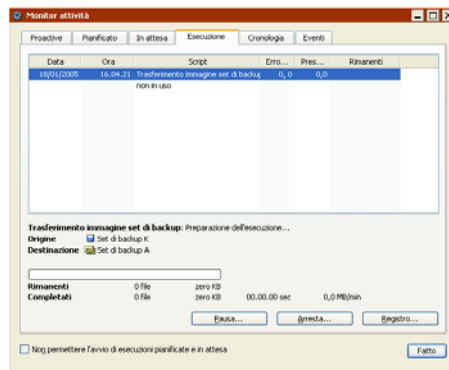 Monitor attività
Proactive Pianificato In attesa Esecuzione Cronologia Eventi
Data Ora Script Erro... Pres... Rimanenti
18/01/2005 16.04.21 Trasferimento immagine set di backup 0, 0 0,0
non in uso
Trasferimento immagine set di backup: Preparazione dell'esecuzione...
Origine Set di backup K
Destinazione Set di backup A
Rimanenti 0 file zero KB
Completati 0 file zero KB 00.00.00 sec 0,0 MB/min
Pausa... Arresta... Registro...
Non permettere l'avvio di esecuzioni pianificate e in attesa
Fatto